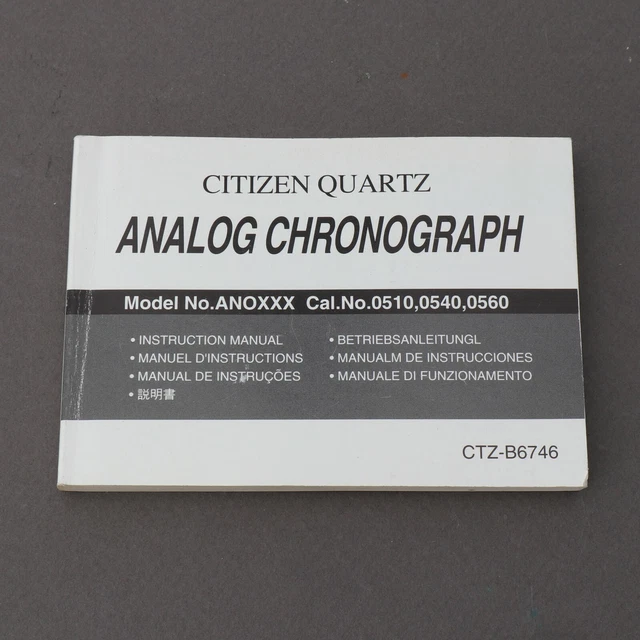 CITIZEN QUARTZ
ANALOG CHRONOGRAPH
Model No.ANOXXX Cal.No.0510,0540,0560
• INSTRUCTION MANUAL
• MANUEL D'INSTRUCTIONS
• MANUAL DE INSTRUÇÕES
• 説明書
• BETRIEBSANLEITUNGL
• MANUALM DE INSTRUCCIONES
• MANUALE DI FUNZIONAMENTO
CTZ-B6746